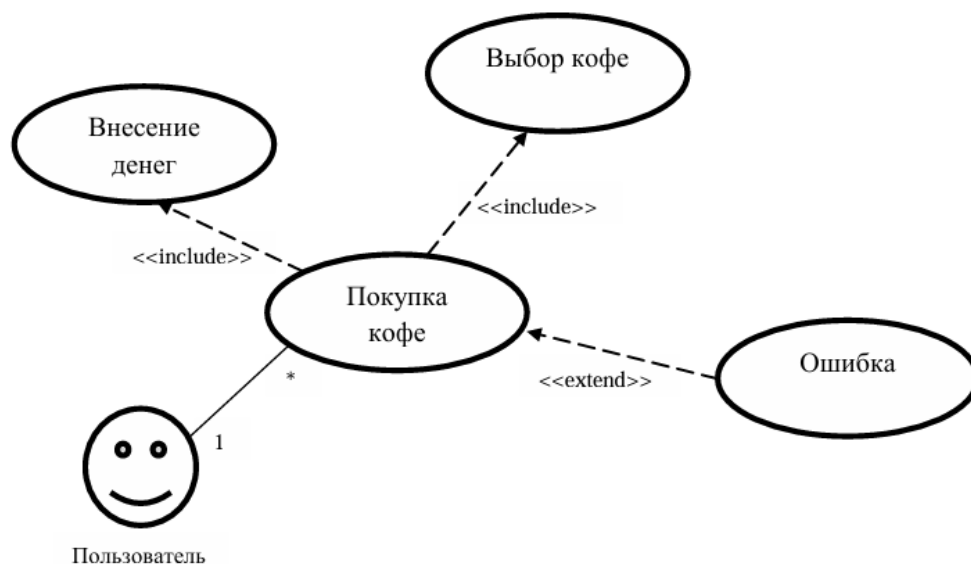 Выбор кофе
Внесение
денег
<<include>>
<<include>>
Покупка
кофе
Ошибка
<<extend>>
*
1
Пользователь